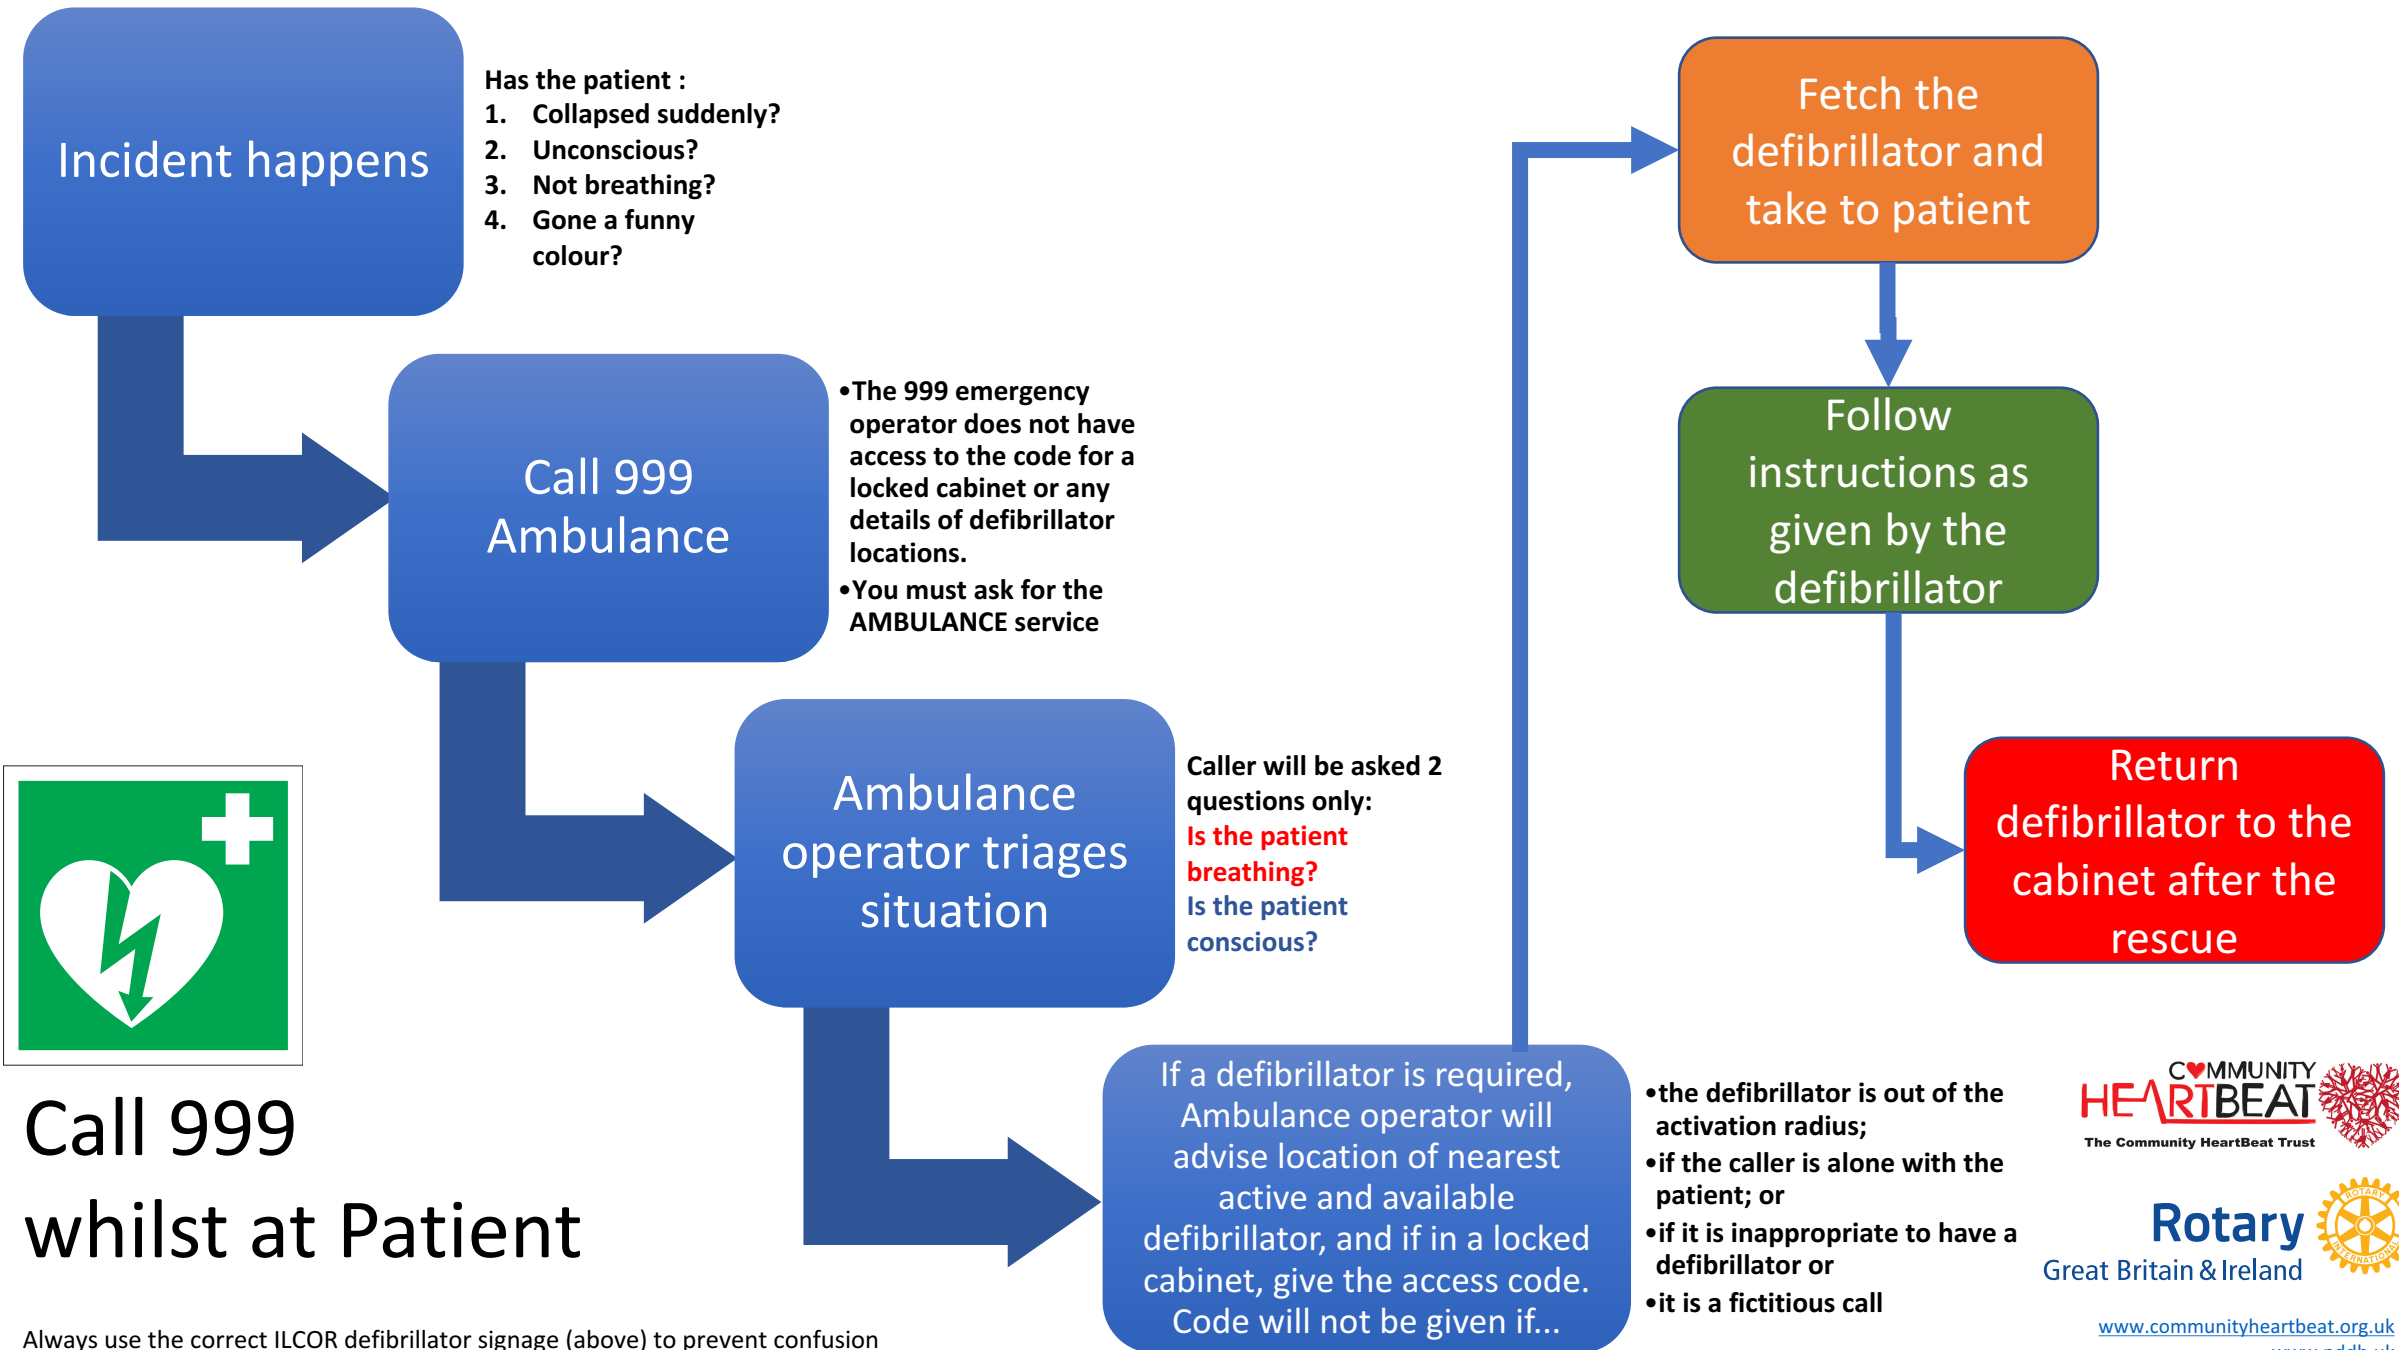 Incident happens
Has the patient :
1. Collapsed suddenly?
2. Unconscious?
3. Not breathing?
4. Gone a funny
colour?
Call 999
Ambulance
•The 999 emergency
operator does not have
access to the code for a
locked cabinet or any
details of defibrillator
locations.
•You must ask for the
AMBULANCE service
Ambulance
operator triages
situation
Caller will be asked 2
questions only:
Is the patient
breathing?
Is the patient
conscious?
If a defibrillator is required,
Ambulance operator will
advise location of nearest
active and available
defibrillator, and if in a locked
cabinet, give the access code.
Code will not be given if...
•the defibrillator is out of the
activation radius;
•if the caller is alone with the
patient; or
•if it is inappropriate to have a
defibrillator or
•it is a fictitious call
Fetch the
defibrillator and
take to patient
Follow
instructions as
given by the
defibrillator
Return
defibrillator to the
cabinet after the
rescue
Call 999
whilst at Patient
Always use the correct ILCOR defibrillator signage (above) to prevent confusion
COMMUNITY
HEARTBEAT
The Community HeartBeat Trust
Rotary
Great Britain & Ireland
ROTARY
INTERNATIONAL
www.communityheartbeat.org.uk